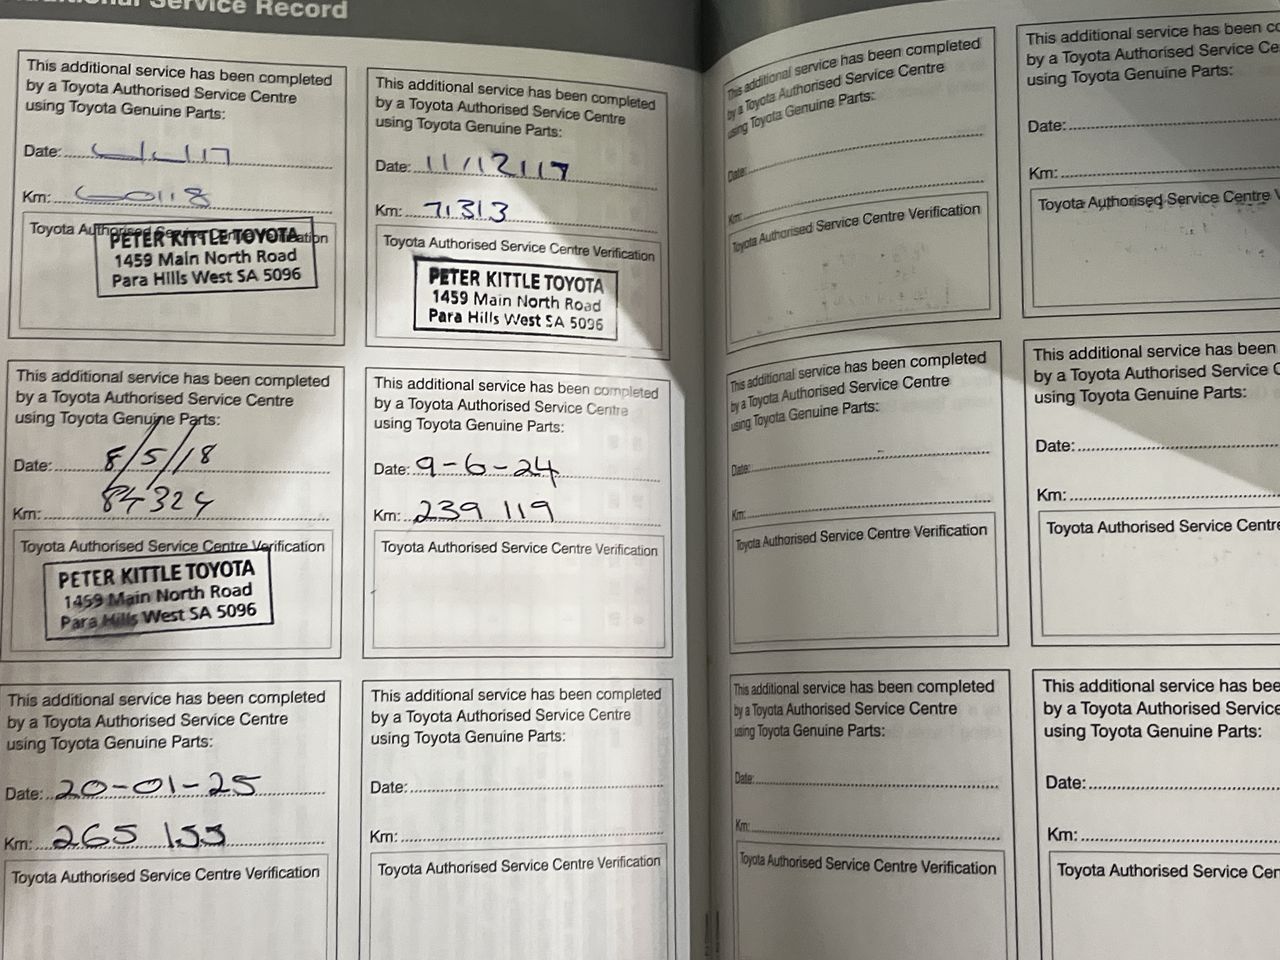 Service Record
This additional service has been completed
by a Toyota Authorised Service Centre
using Toyota Genuine Parts:
Date:
Km: 60118
Toyota Authorised Service Centre Verification
PETER KITTLE TOYOTA
1459 Main North Road
Para Hills West SA 5096
This additional service has been completed
by a Toyota Authorised Service Centre
using Toyota Genuine Parts:
Date: 11/12/17
Km: 71313
Toyota Authorised Service Centre Verification
PETER KITTLE TOYOTA
1459 Main North Road
Para Hills West SA 5096
This additional service has been completed
by a Toyota Authorised Service Centre
using Toyota Genuine Parts:
Date: 8/5/18
Km: 84324
Toyota Authorised Service Centre Verification
PETER KITTLE TOYOTA
1459 Main North Road
Para Hills West SA 5096
This additional service has been completed
by a Toyota Authorised Service Centre
using Toyota Genuine Parts:
Date: 9-6-24
Km: 239 119
Toyota Authorised Service Centre Verification
This additional service has been completed
by a Toyota Authorised Service Centre
using Toyota Genuine Parts:
Date: 20-01-25
Km: 265 155
Toyota Authorised Service Centre Verification
This additional service has been completed
by a Toyota Authorised Service Centre
using Toyota Genuine Parts:
Date:
Km:
Toyota Authorised Service Centre Verification
This additional service has been completed
by a Toyota Authorised Service Centre
using Toyota Genuine Parts:
Date:
Km:
Toyota Authorised Service Centre Verification
This additional service has been co
by a Toyota Authorised Service Ce
using Toyota Genuine Parts:
Date:
Km:
Toyota Authorised Service Centre V
This additional service has been completed
by a Toyota Authorised Service Centre
using Toyota Genuine Parts:
Date:
Km:
Toyota Authorised Service Centre Verification
This additional service has been
by a Toyota Authorised Service C
using Toyota Genuine Parts:
Date:
Km:
Toyota Authorised Service Centre
This additional service has been completed
by a Toyota Authorised Service Centre
using Toyota Genuine Parts:
Date:
Km:
Toyota Authorised Service Centre Verification
This additional service has bee
by a Toyota Authorised Service
using Toyota Genuine Parts:
Date:
Km:
Toyota Authorised Service Cen